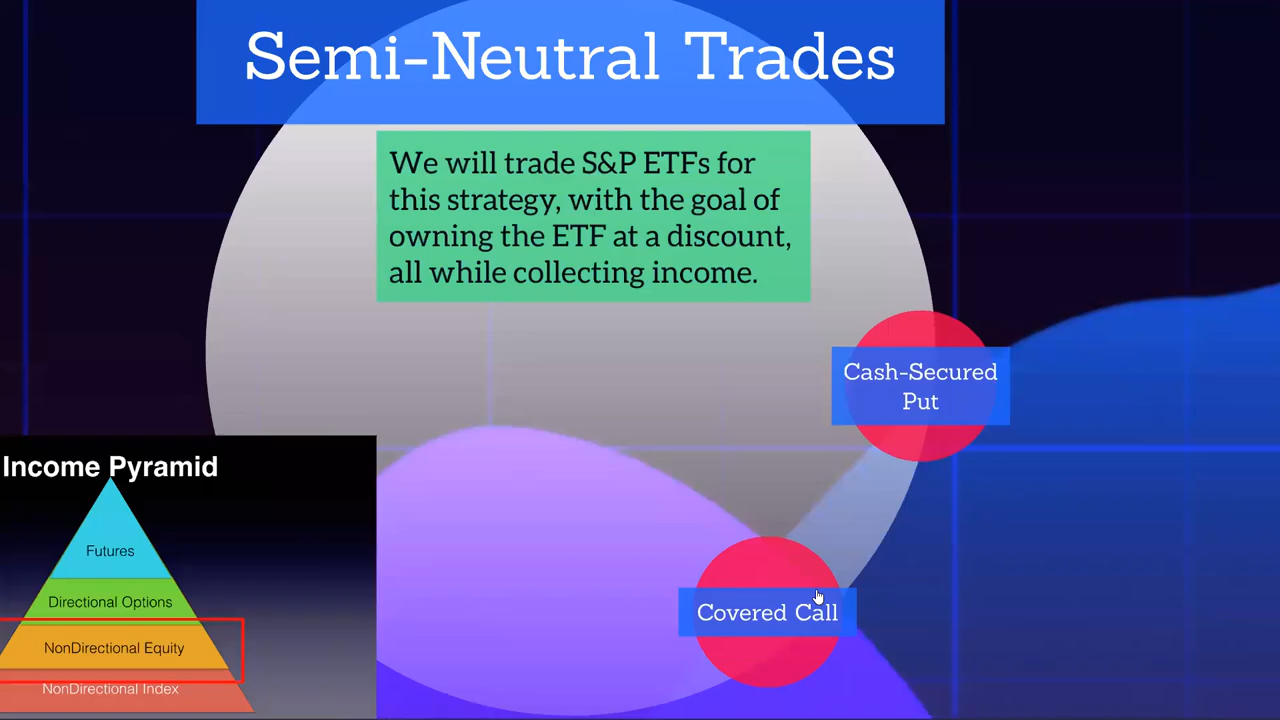 Semi-Neutral Trades
We will trade S&P ETFs for
this strategy, with the goal of
owning the ETF at a discount,
all while collecting income.
Cash-Secured
Put
Covered Call
Income Pyramid
Futures
Directional Options
NonDirectional Equity
NonDirectional Index